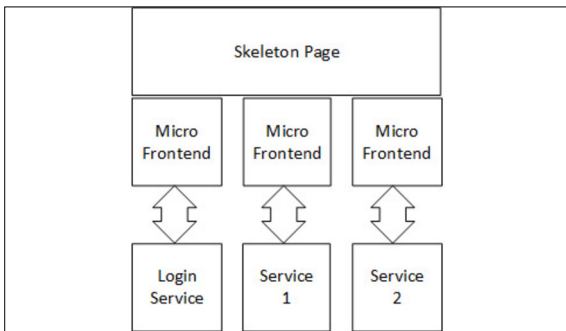 Skeleton Page
Micro
Frontend
Micro
Frontend
Micro
Frontend
Login
Service
Service
1
Service
2